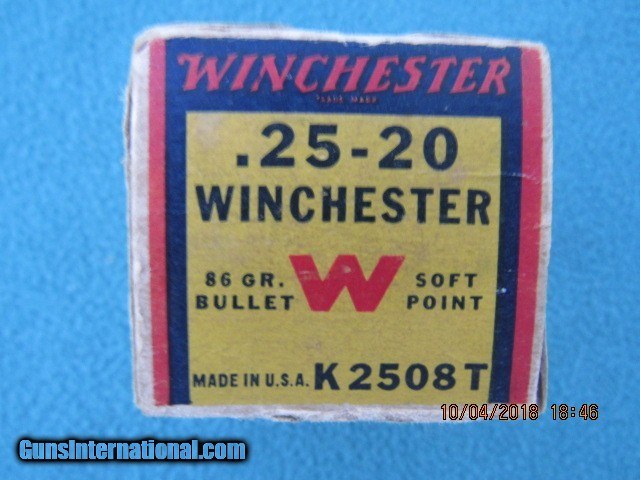 WINCHESTER
TRADE MARK
.25-20
WINCHESTER
86 GR. W SOFT
BULLET POINT
MADE IN U.S.A. K2508T
10/04/2018 18:46
GunsInternational.com